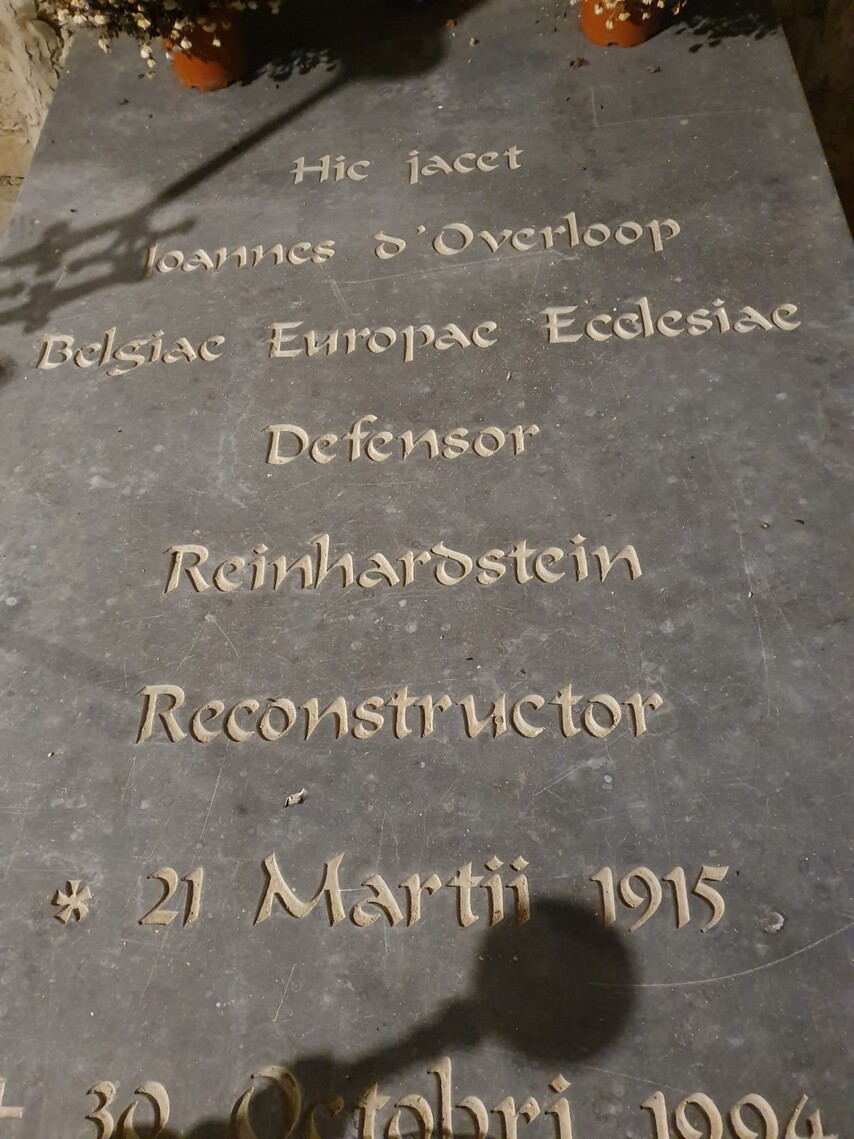 Hic jacet
Joannes d'Overloop
Belgiae Europae Ecclesiae
Defensor
Reinhardstein
Reconstructor
* 21 Martii 1915
+ 30 Octobri 1994